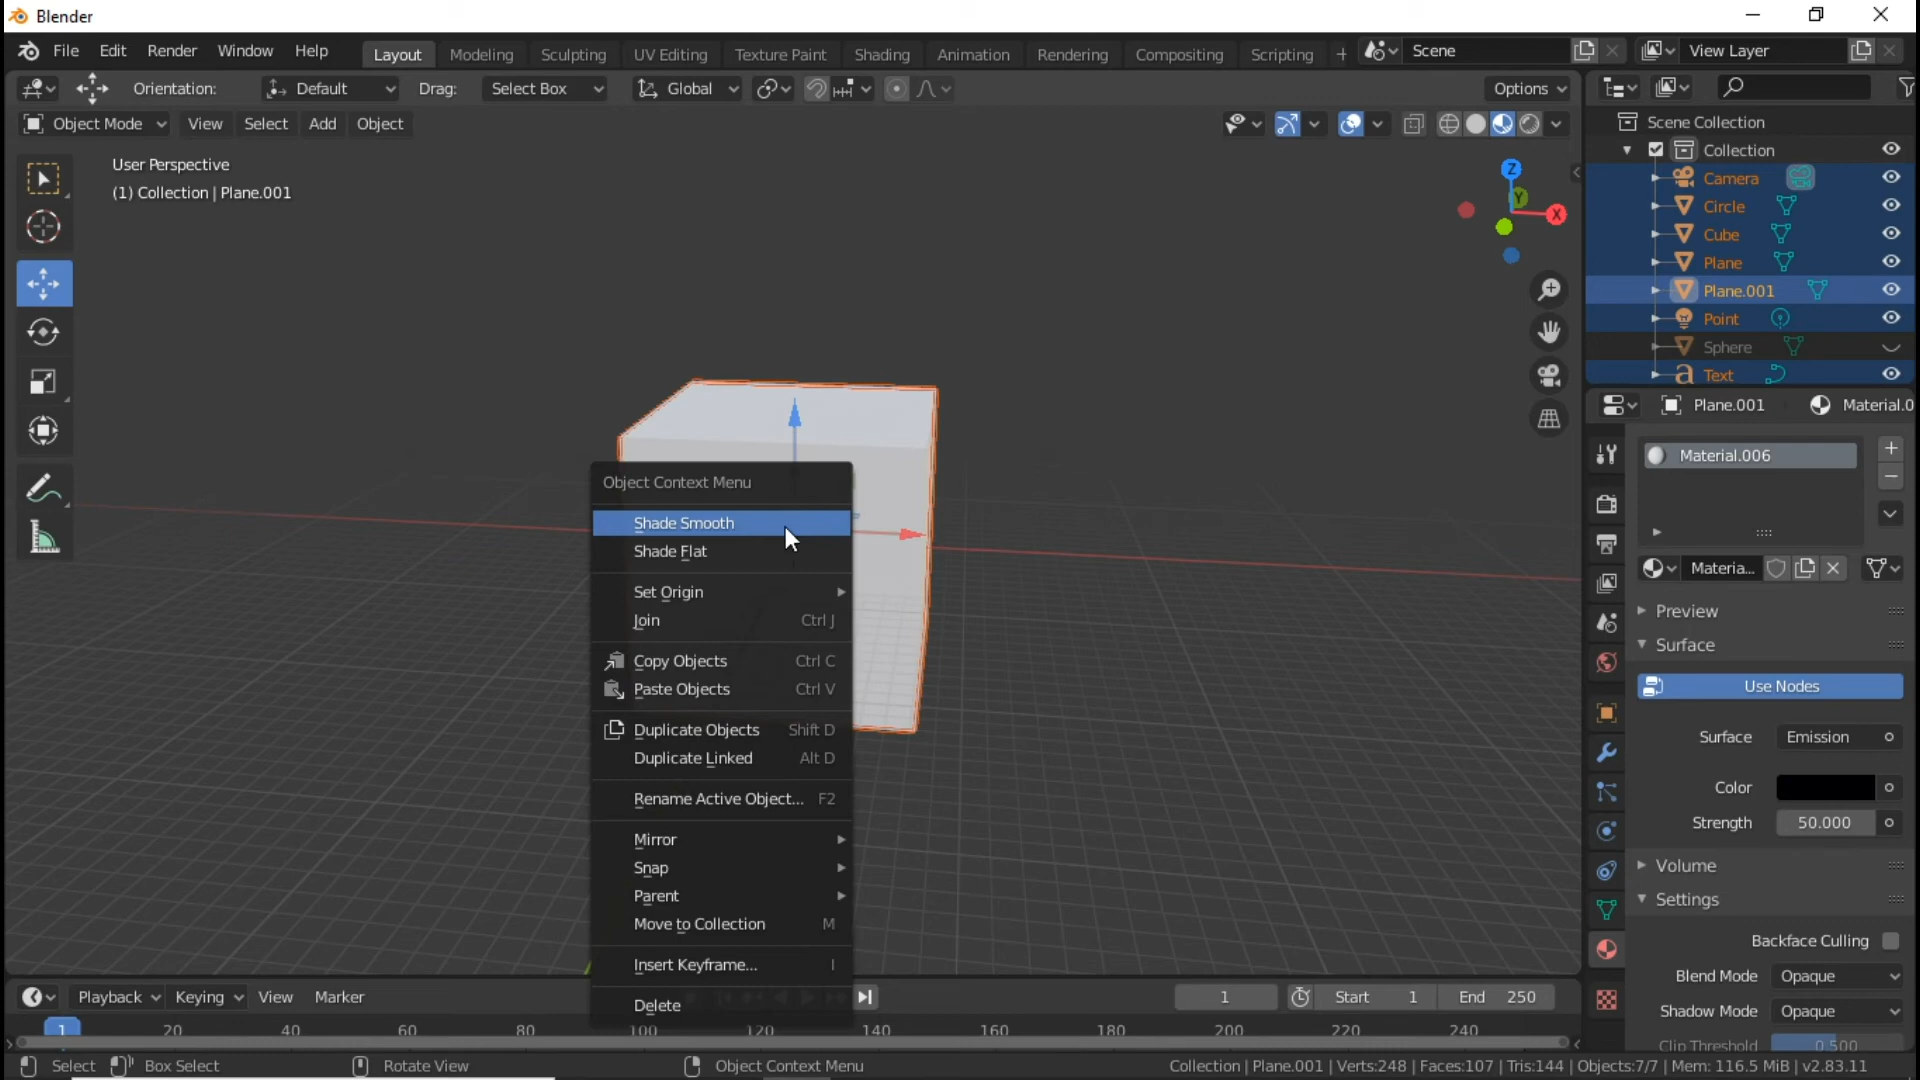 Blender
File Edit Render Window Help Layout Modeling Sculpting UV Editing Texture Paint Shading Animation Rendering Compositing Scripting + Scene View Layer
Orientation: Default Drag: Select Box Global Options
Object Mode View Select Add Object
User Perspective
(1) Collection | Plane.001
Z
Y
X
Scene Collection
Collection
Camera
Circle
Cube
Plane
Plane.001
Point
Sphere
Text
Plane.001 Material.0
Material.006
Materia...
Preview
Surface
Use Nodes
Surface Emission
Color
Strength 50.000
Volume
Settings
Backface Culling
Blend Mode Opaque
Shadow Mode Opaque
Clip Threshold 0.500
Object Context Menu
Shade Smooth
Shade Flat
Set Origin
Join Ctrl J
Copy Objects Ctrl C
Paste Objects Ctrl V
Duplicate Objects Shift D
Duplicate Linked Alt D
Rename Active Object... F2
Mirror
Snap
Parent
Move to Collection M
Insert Keyframe... I
Delete
Playback Keying View Marker 1 Start 1 End 250
1 20 40 60 80 100 120 140 160 180 200 220 240
Select Box Select Rotate View Object Context Menu Collection | Plane.001 | Verts:248 | Faces:107 | Tris:144 | Objects:7/7 | Mem: 116.5 MiB | v2.83.11